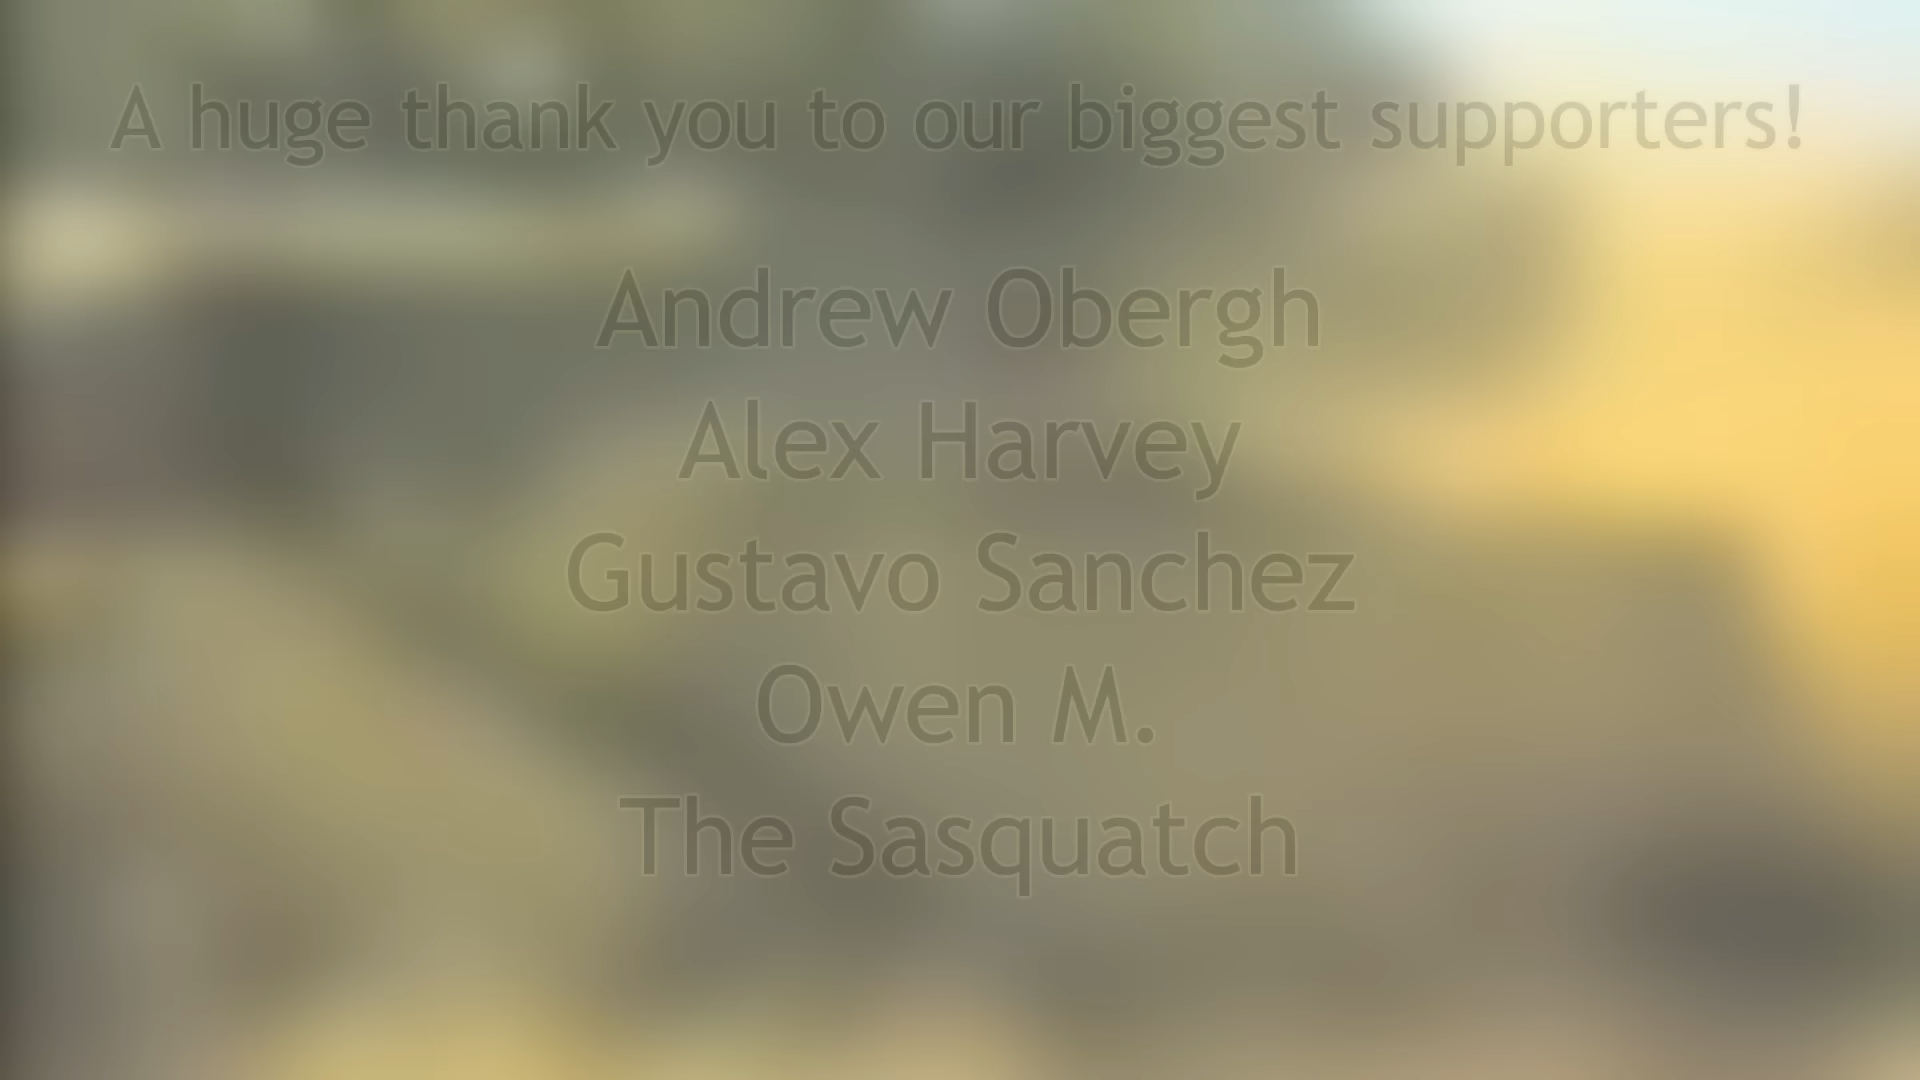 A huge thank you to our biggest supporters!
Andrew Obergh
Alex Harvey
Gustavo Sanchez
Owen M.
The Sasquatch